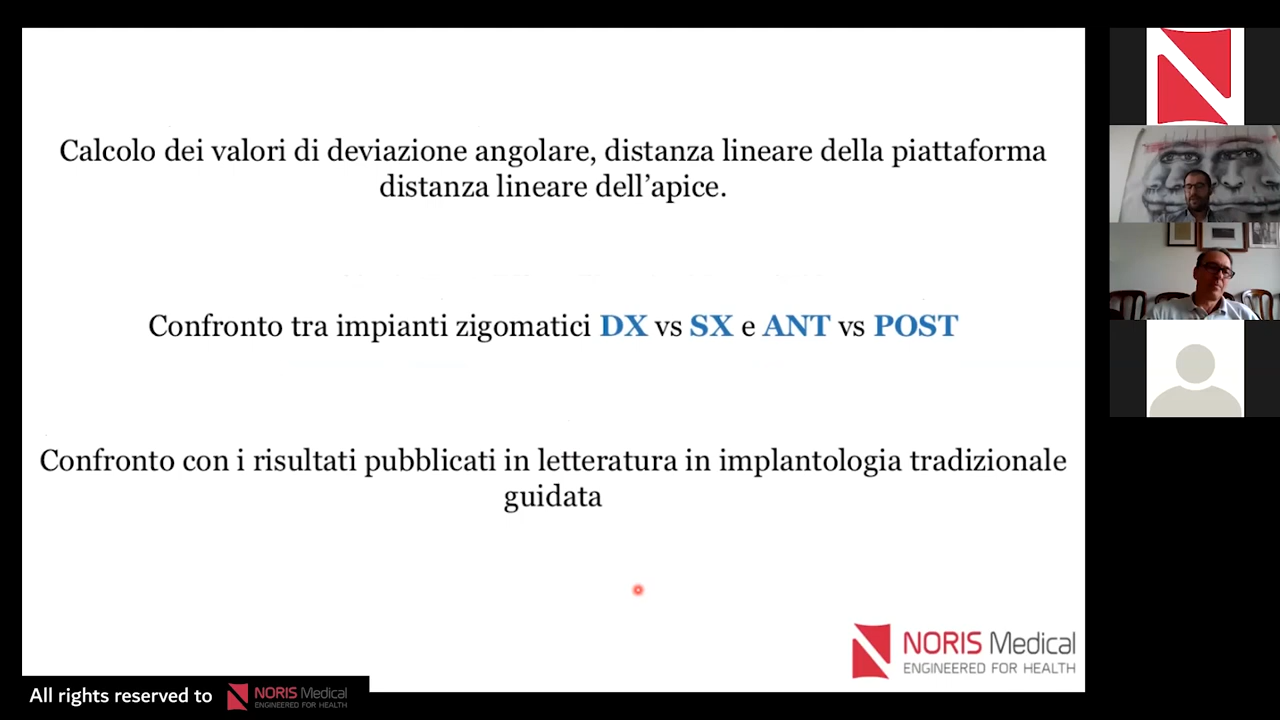 Calcolo dei valori di deviazione angolare, distanza lineare della piattaforma
distanza lineare dell'apice.
Confronto tra impianti zigomatici DX vs SX e ANT vs POST
Confronto con i risultati pubblicati in letteratura in implantologia tradizionale
guidata
NORIS Medical
ENGINEERED FOR HEALTH
All rights reserved to
NORIS Medical
ENGINEERED FOR HEALTH